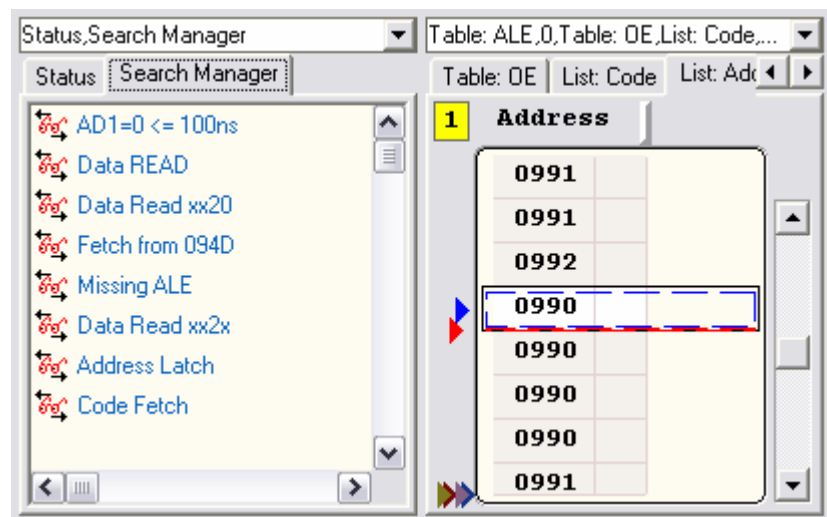 Status,Search Manager
Status Search Manager
AD1=0 <= 100ns
Data READ
Data Read xx20
Fetch from 094D
Missing ALE
Data Read xx2x
Address Latch
Code Fetch
Table: ALE,0,Table: OE,List: Code,...
Table: OE List: Code List: Add
1 Address
0991
0991
0992
0990
0990
0990
0990
0991